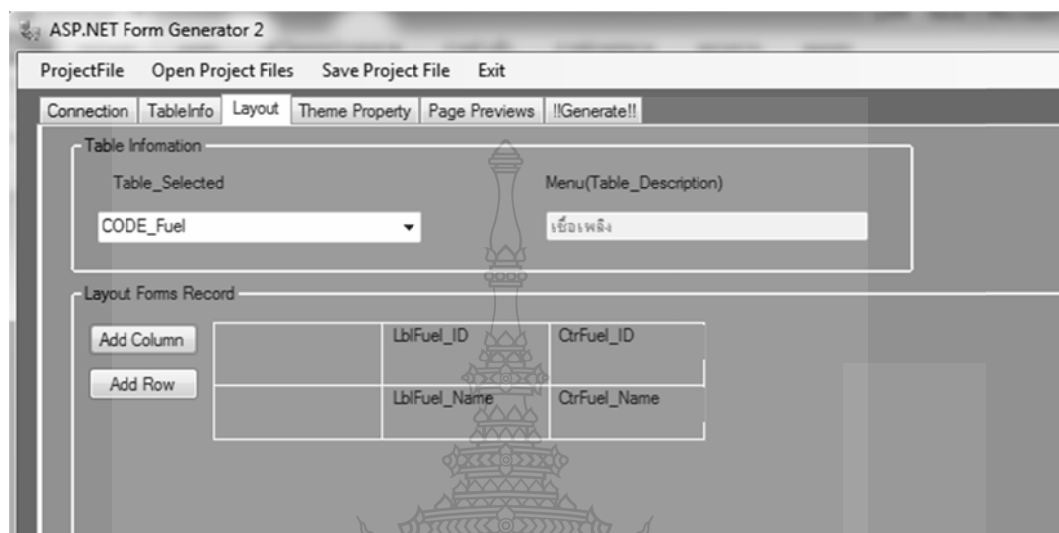 ASP.NET Form Generator 2
ProjectFile Open Project Files Save Project File Exit
Connection TableInfo Layout Theme Property Page Previews !!Generate!!
Table Infomation
Table_Selected Menu(Table_Description)
CODE_Fuel เชื้อเพลิง
Layout Forms Record
Add Column LblFuel_ID CtrFuel_ID
Add Row LblFuel_Name CtrFuel_Name